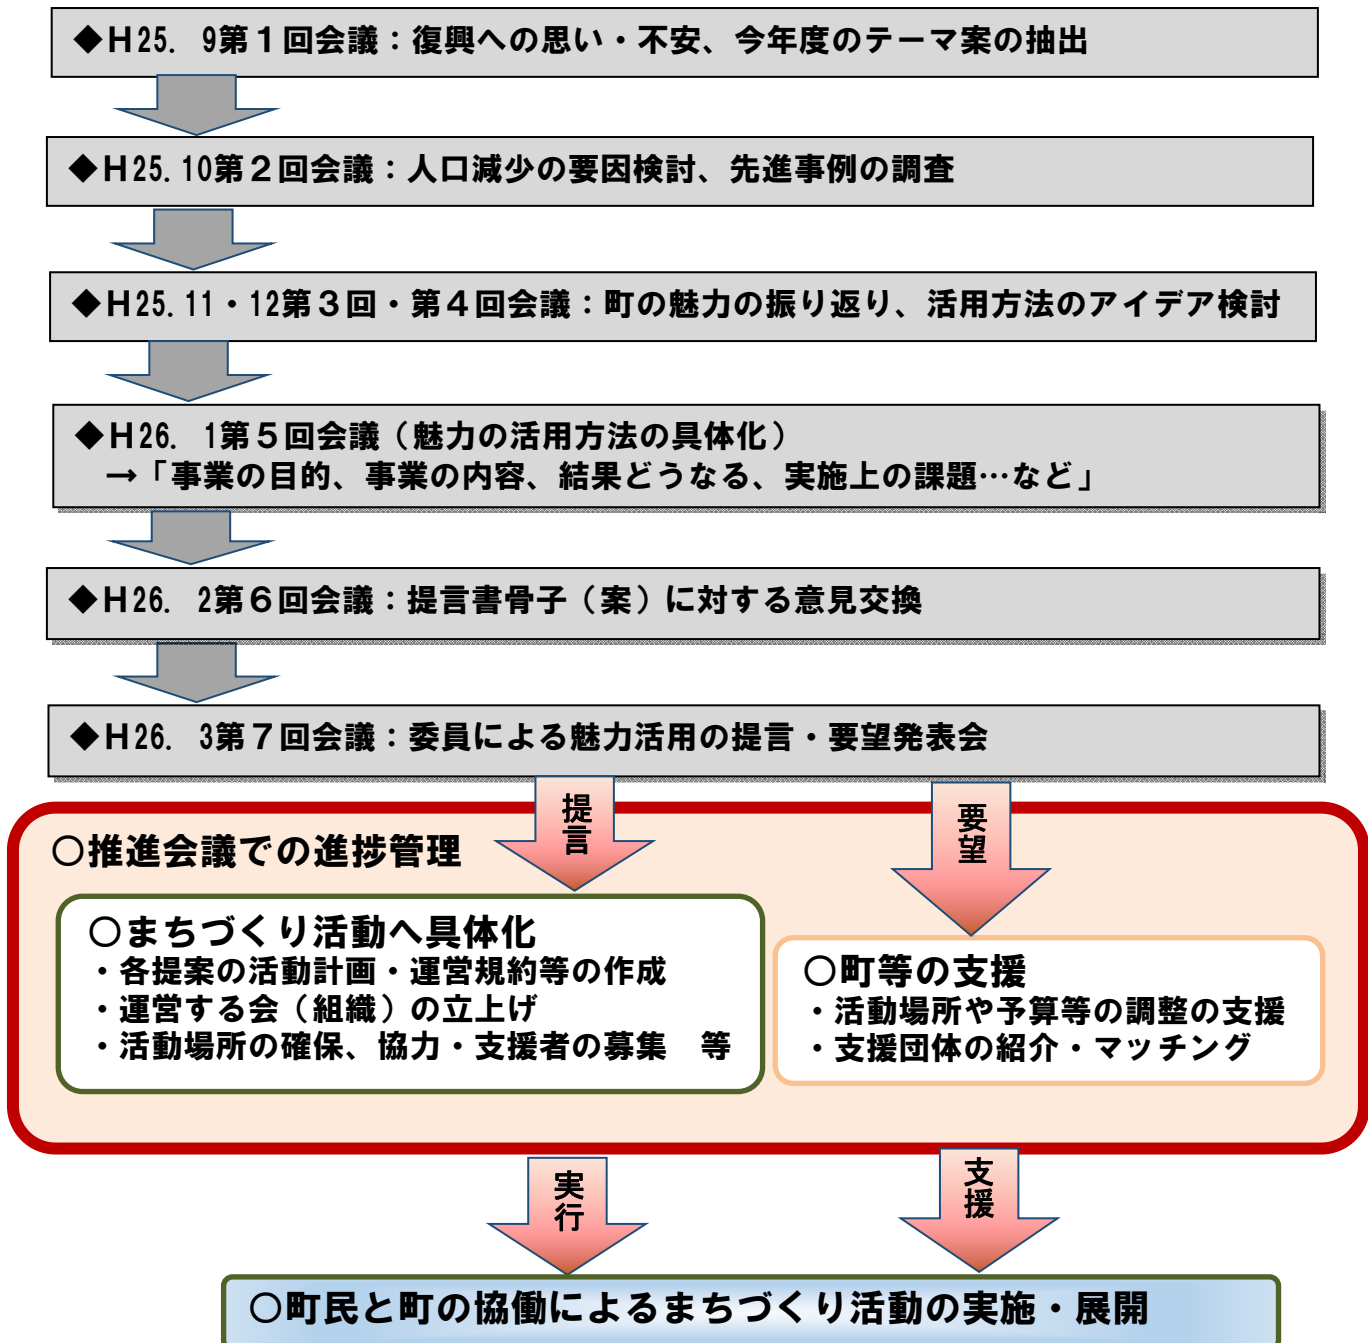 ◆H25. 9第1回会議：復興への思い・不安、今年度のテーマ案の抽出
◆H25.10第2回会議：人口減少の要因検討、先進事例の調査
◆H25.11・12第3回・第4回会議：町の魅力の振り返り、活用方法のアイデア検討
◆H26. 1第5回会議（魅力の活用方法の具体化）
→「事業の目的、事業の内容、結果どうなる、実施上の課題…など」
◆H26. 2第6回会議：提言書骨子（案）に対する意見交換
◆H26. 3第7回会議：委員による魅力活用の提言・要望発表会
提言
要望
○推進会議での進捗管理
○まちづくり活動へ具体化
・各提案の活動計画・運営規約等の作成
・運営する会（組織）の立上げ
・活動場所の確保、協力・支援者の募集　等
○町等の支援
・活動場所や予算等の調整の支援
・支援団体の紹介・マッチング
実行
支援
○町民と町の協働によるまちづくり活動の実施・展開